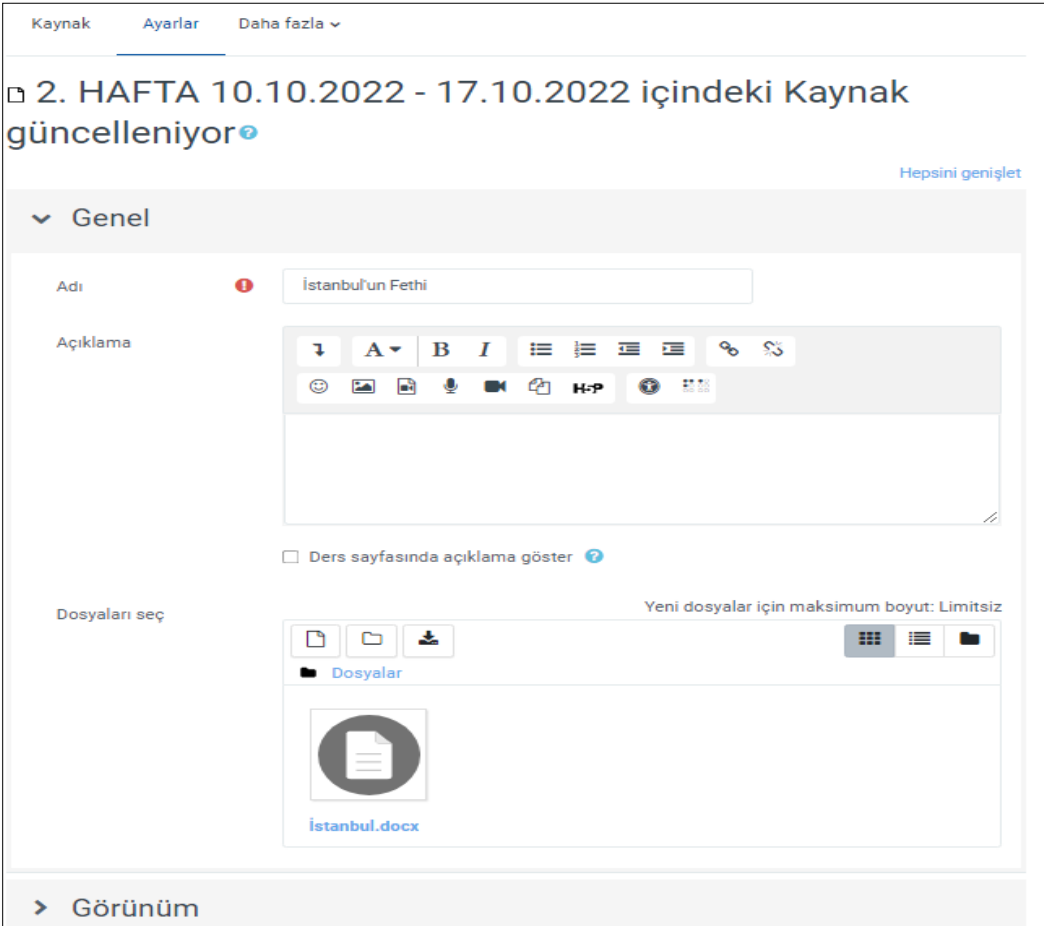 Kaynak Ayarlar Daha fazla
2. HAFTA 10.10.2022 - 17.10.2022 içindeki Kaynak
güncelleniyor
Hepsini genişlet
Genel
Adı
İstanbul'un Fethi
Açıklama
A B I
H5P
Ders sayfasında açıklama göster
Dosyaları seç
Yeni dosyalar için maksimum boyut: Limitsiz
Dosyalar
İstanbul.docx
Görünüm